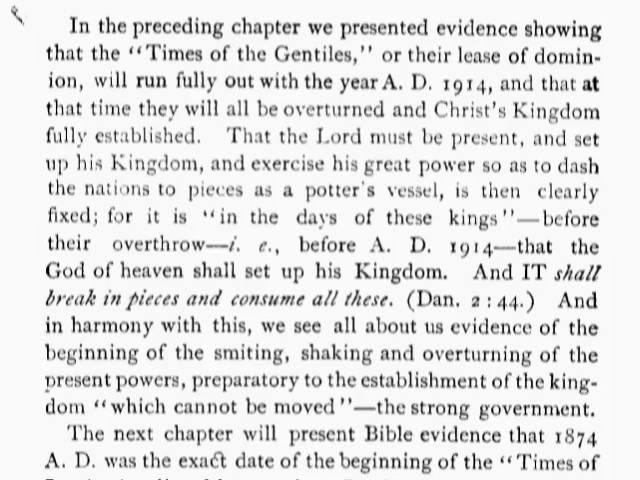 In the preceding chapter we presented evidence showing
that the "Times of the Gentiles," or their lease of domin-
ion, will run fully out with the year A. D. 1914, and that at
that time they will all be overturned and Christ's Kingdom
fully established. That the Lord must be present, and set
up his Kingdom, and exercise his great power so as to dash
the nations to pieces as a potter's vessel, is then clearly
fixed; for it is "in the days of these kings"—before
their overthrow—i. e., before A. D. 1914—that the
God of heaven shall set up his Kingdom. And IT shall
break in pieces and consume all these. (Dan. 2 : 44.) And
in harmony with this, we see all about us evidence of the
beginning of the smiting, shaking and overturning of the
present powers, preparatory to the establishment of the king-
dom "which cannot be moved"—the strong government.
The next chapter will present Bible evidence that 1874
A. D. was the exact date of the beginning of the "Times of